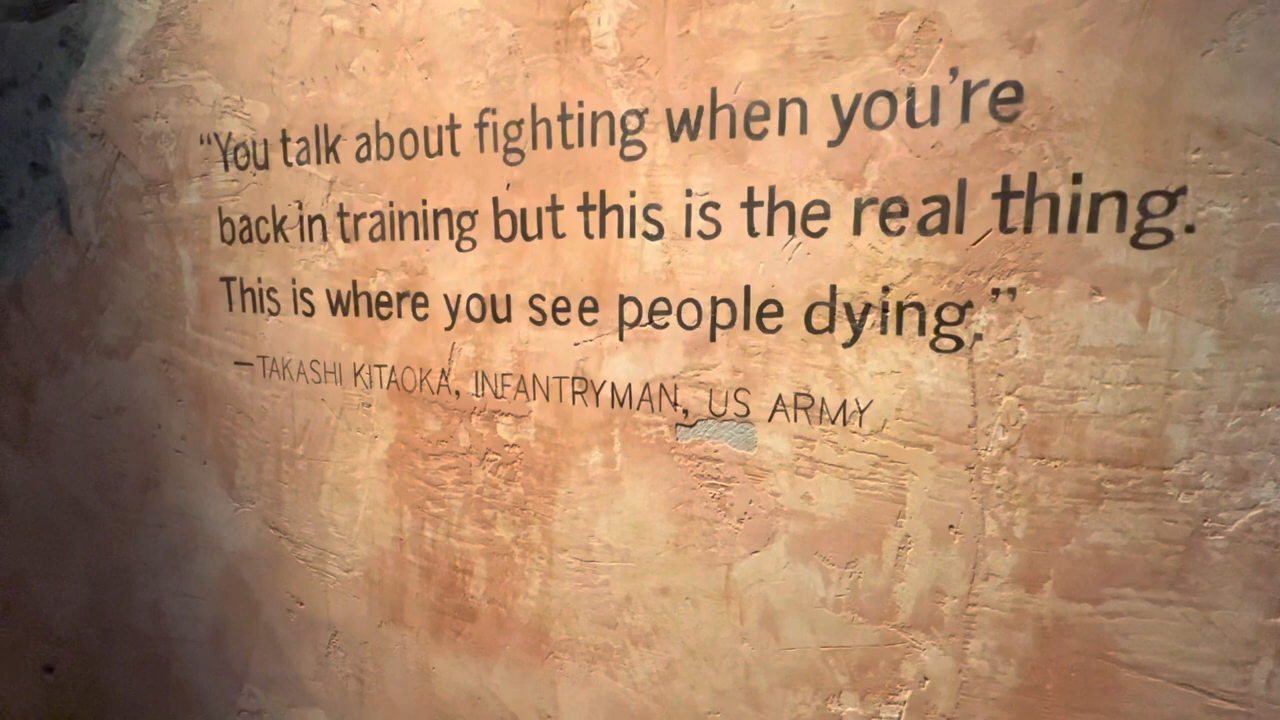 “You talk about fighting when you’re
back in training but this is the real thing.
This is where you see people dying.”
—TAKASHI KITAOKA, INFANTRYMAN, US ARMY